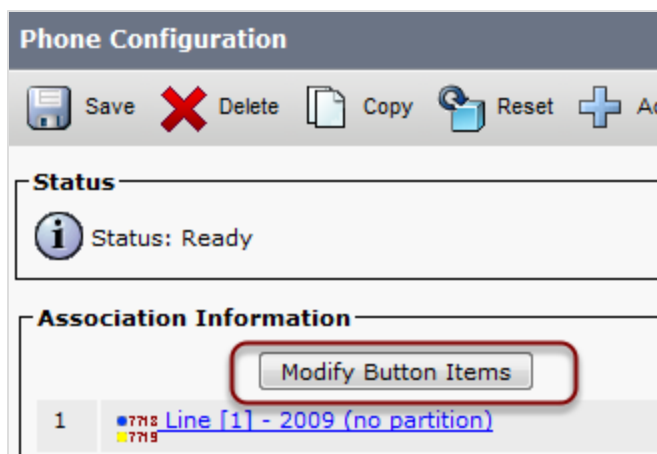 Phone Configuration
Save Delete Copy Reset
Status
i Status: Ready
Association Information
Modify Button Items
1 Line [1] - 2009 (no partition)